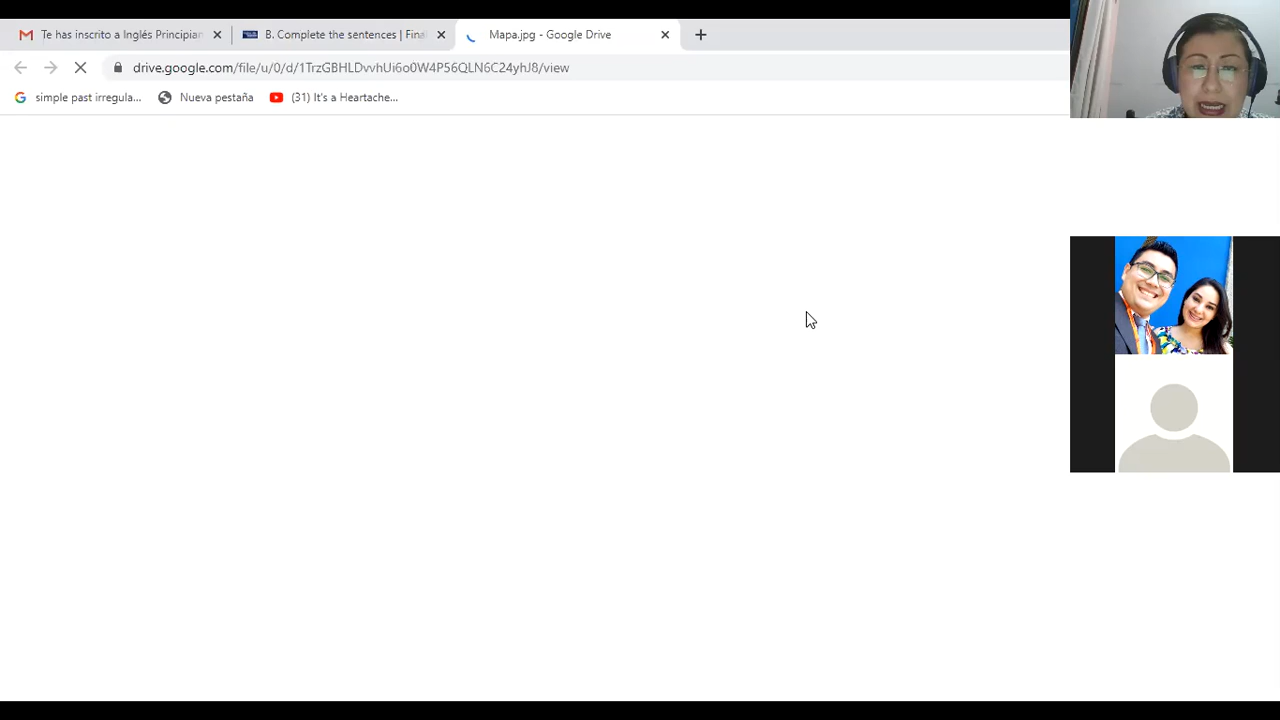 Te has inscrito a Inglés Principian
B. Complete the sentences | Final
Mapa.jpg - Google Drive
drive.google.com/file/u/0/d/1TrzGBHLDvvhUi6o0W4P56QLN6C24yhJ8/view
simple past irregula...
Nueva pestaña
(31) It's a Heartache...